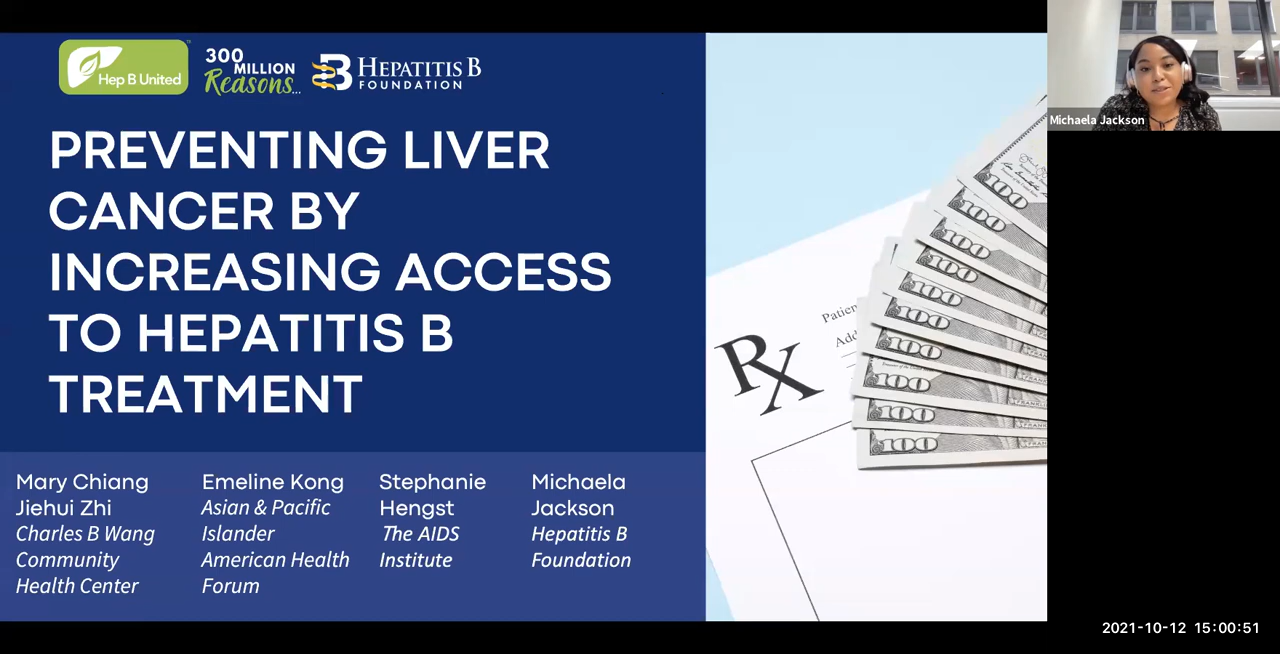 Hep B United
300
MILLION
Reasons...
HEPATITIS B
FOUNDATION
PREVENTING LIVER
CANCER BY
INCREASING ACCESS
TO HEPATITIS B
TREATMENT
Mary Chiang
Jiehui Zhi
Charles B Wang
Community
Health Center
Emeline Kong
Asian & Pacific
Islander
American Health
Forum
Stephanie
Hengst
The AIDS
Institute
Michaela
Jackson
Hepatitis B
Foundation
Rx
100
100
100
100
100
100
100
100
100
100
Michaela Jackson
2021-10-12 15:00:51